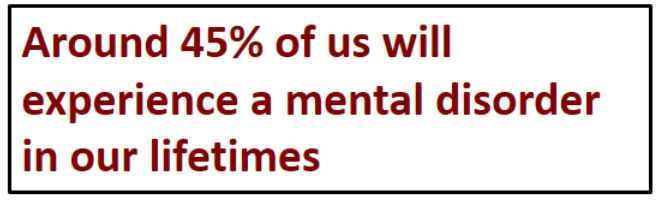 Around 45% of us will
experience a mental disorder
in our lifetimes